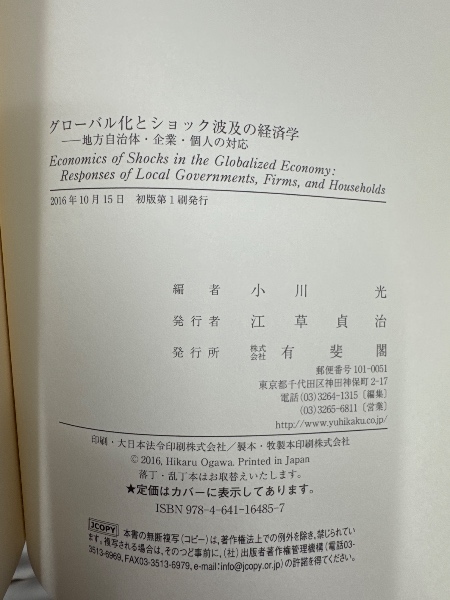 グローバル化とショック波及の経済学
──地方自治体・企業・個人の対応
Economics of Shocks in the Globalized Economy:
Responses of Local Governments, Firms, and Households
2016年10月15日 初版第1刷発行
編者 小川光
発行者 江草貞治
発行所 株式会社 有斐閣
郵便番号 101-0051
東京都千代田区神田神保町 2-17
電話 (03) 3264-1315〔編集〕
(03) 3265-6811〔営業〕
http://www.yuhikaku.co.jp/
印刷・大日本法令印刷株式会社／製本・牧製本印刷株式会社
© 2016, Hikaru Ogawa. Printed in Japan
落丁・乱丁本はお取替えいたします。
★定価はカバーに表示してあります。
ISBN 978-4-641-16485-7
JCOPY 本書の無断複写(コピー)は、著作権法上での例外を除き、禁じられてい
ます。複写される場合は、そのつど事前に、(社)出版者著作権管理機構(電話03-
3513-6969, FAX03-3513-6979, e-mail:info@jcopy.or.jp)の許諾を得てください。